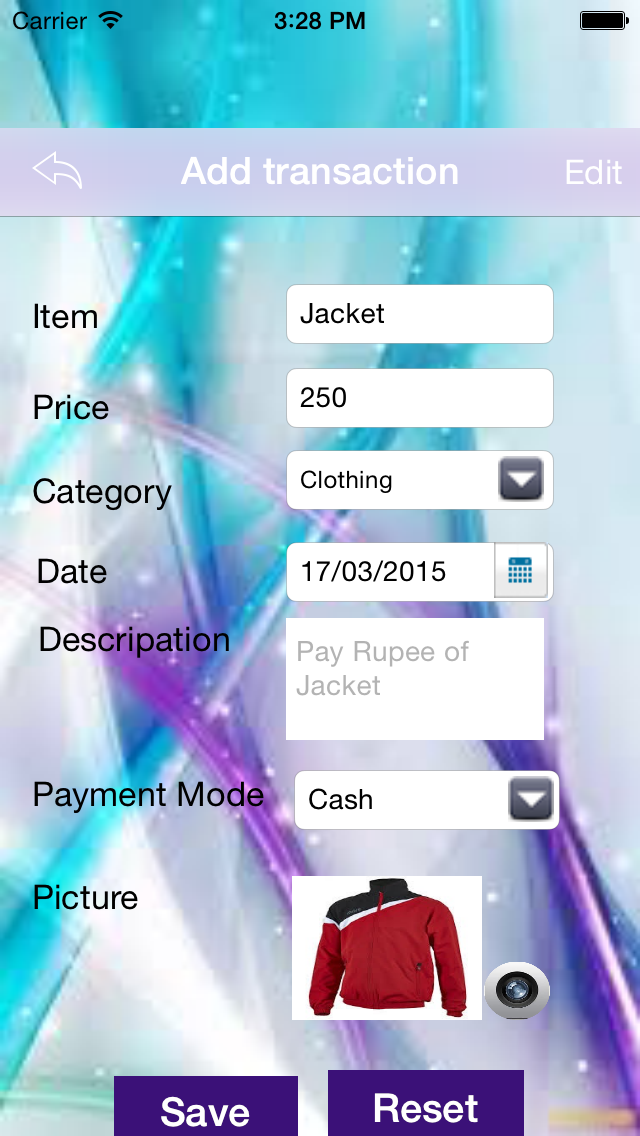 Carrier 3:28 PM
Add transaction Edit
Item Jacket
Price 250
Category Clothing
Date 17/03/2015
Descripation Pay Rupee of
Jacket
Payment Mode Cash
Picture
Save Reset